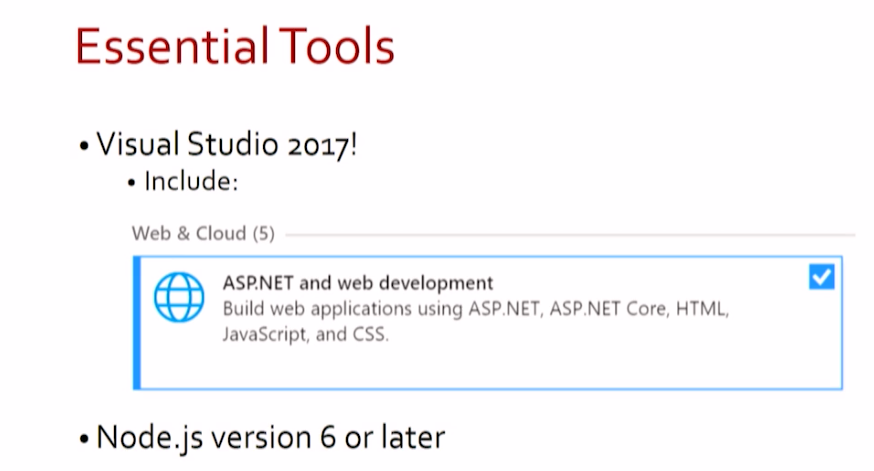 Essential Tools
• Visual Studio 2017!
• Include:
Web & Cloud (5)
ASP.NET and web development
Build web applications using ASP.NET, ASP.NET Core, HTML,
JavaScript, and CSS.
• Node.js version 6 or later